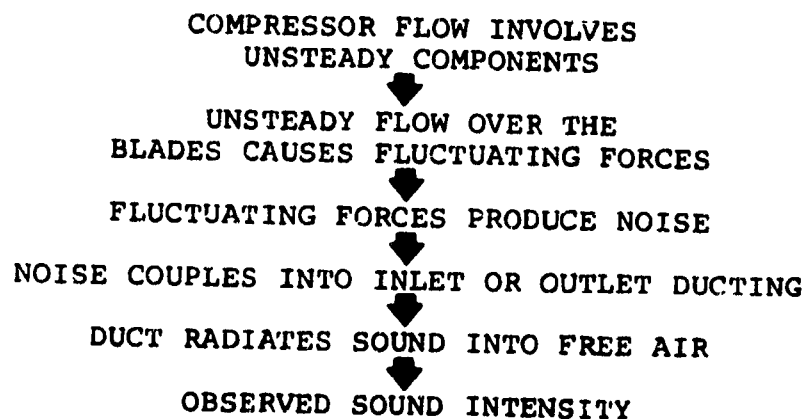 COMPRESSOR FLOW INVOLVES
UNSTEADY COMPONENTS
UNSTEADY FLOW OVER THE
BLADES CAUSES FLUCTUATING FORCES
FLUCTUATING FORCES PRODUCE NOISE
NOISE COUPLES INTO INLET OR OUTLET DUCTING
DUCT RADIATES SOUND INTO FREE AIR
OBSERVED SOUND INTENSITY